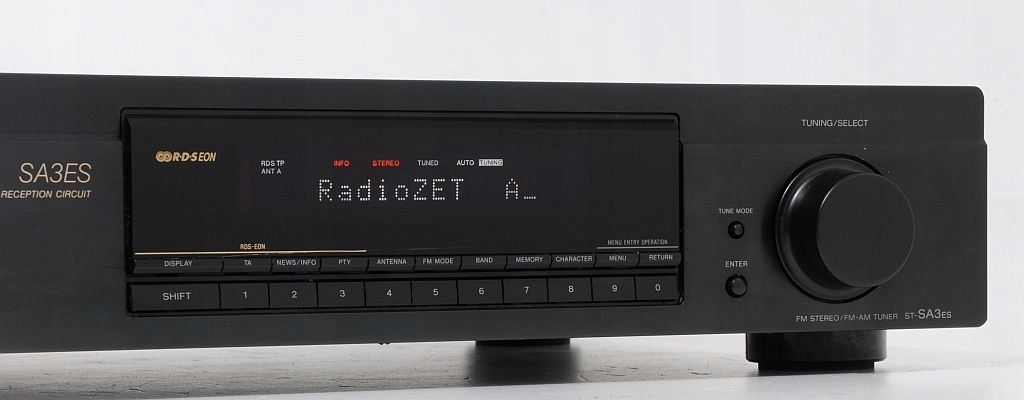 SA3ES
RECEPTION CIRCUIT
R·D·S EON
RDS TP INFO STEREO TUNED AUTO TUNING
ANT A
RadioZET A_
RDS-EON
MENU ENTRY OPERATION
DISPLAY TA NEWS/INFO PTY ANTENNA FM MODE BAND MEMORY CHARACTER MENU RETURN
SHIFT 1 2 3 4 5 6 7 8 9 0
TUNING/SELECT
TUNE MODE
ENTER
FM STEREO/FM-AM TUNER ST-SA3ES